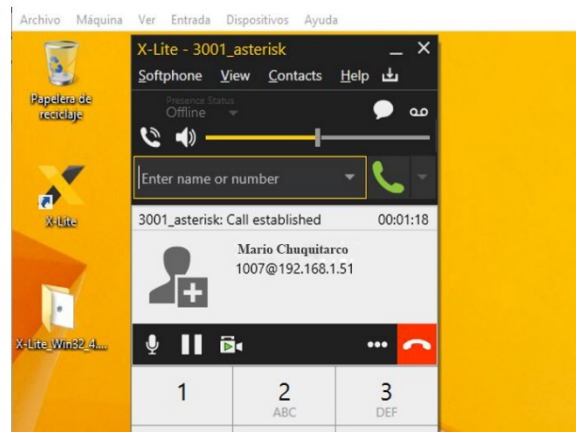 Archivo Máquina Ver Entrada Dispositivos Ayuda
Papelera de
reciclaje
X-Lite
X-Lite_Win32_4....
X-Lite - 3001_asterisk
Softphone View Contacts Help
Presence Status
Offline
Enter name or number
3001_asterisk: Call established 00:01:18
Mario Chuquitarco
1007@192.168.1.51
1 2 3
ABC DEF